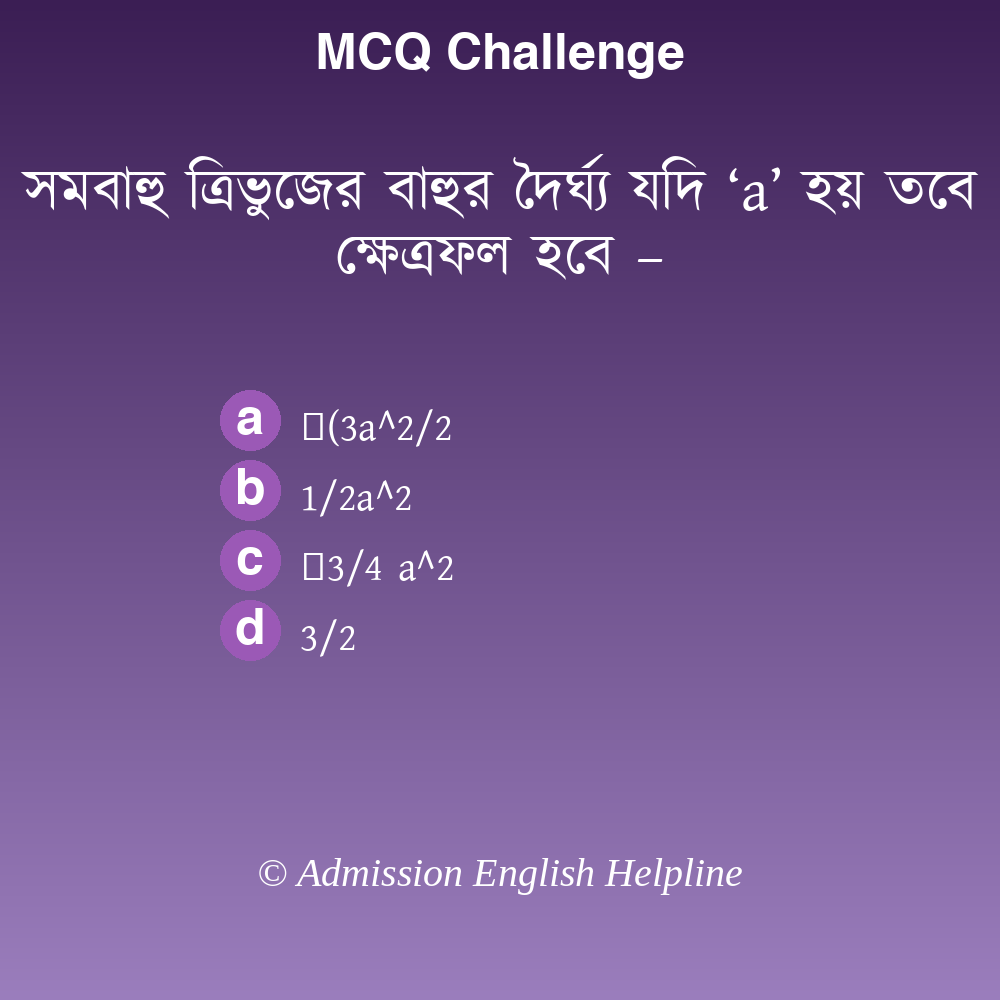 MCQ Challenge
সমবাহু ত্রিভুজের বাহুর দৈর্ঘ্য যদি ‘a’ হয় তবে
ক্ষেত্রফল হবে –
a □(3a^2/2
b 1/2a^2
c □3/4 a^2
d 3/2
© Admission English Helpline